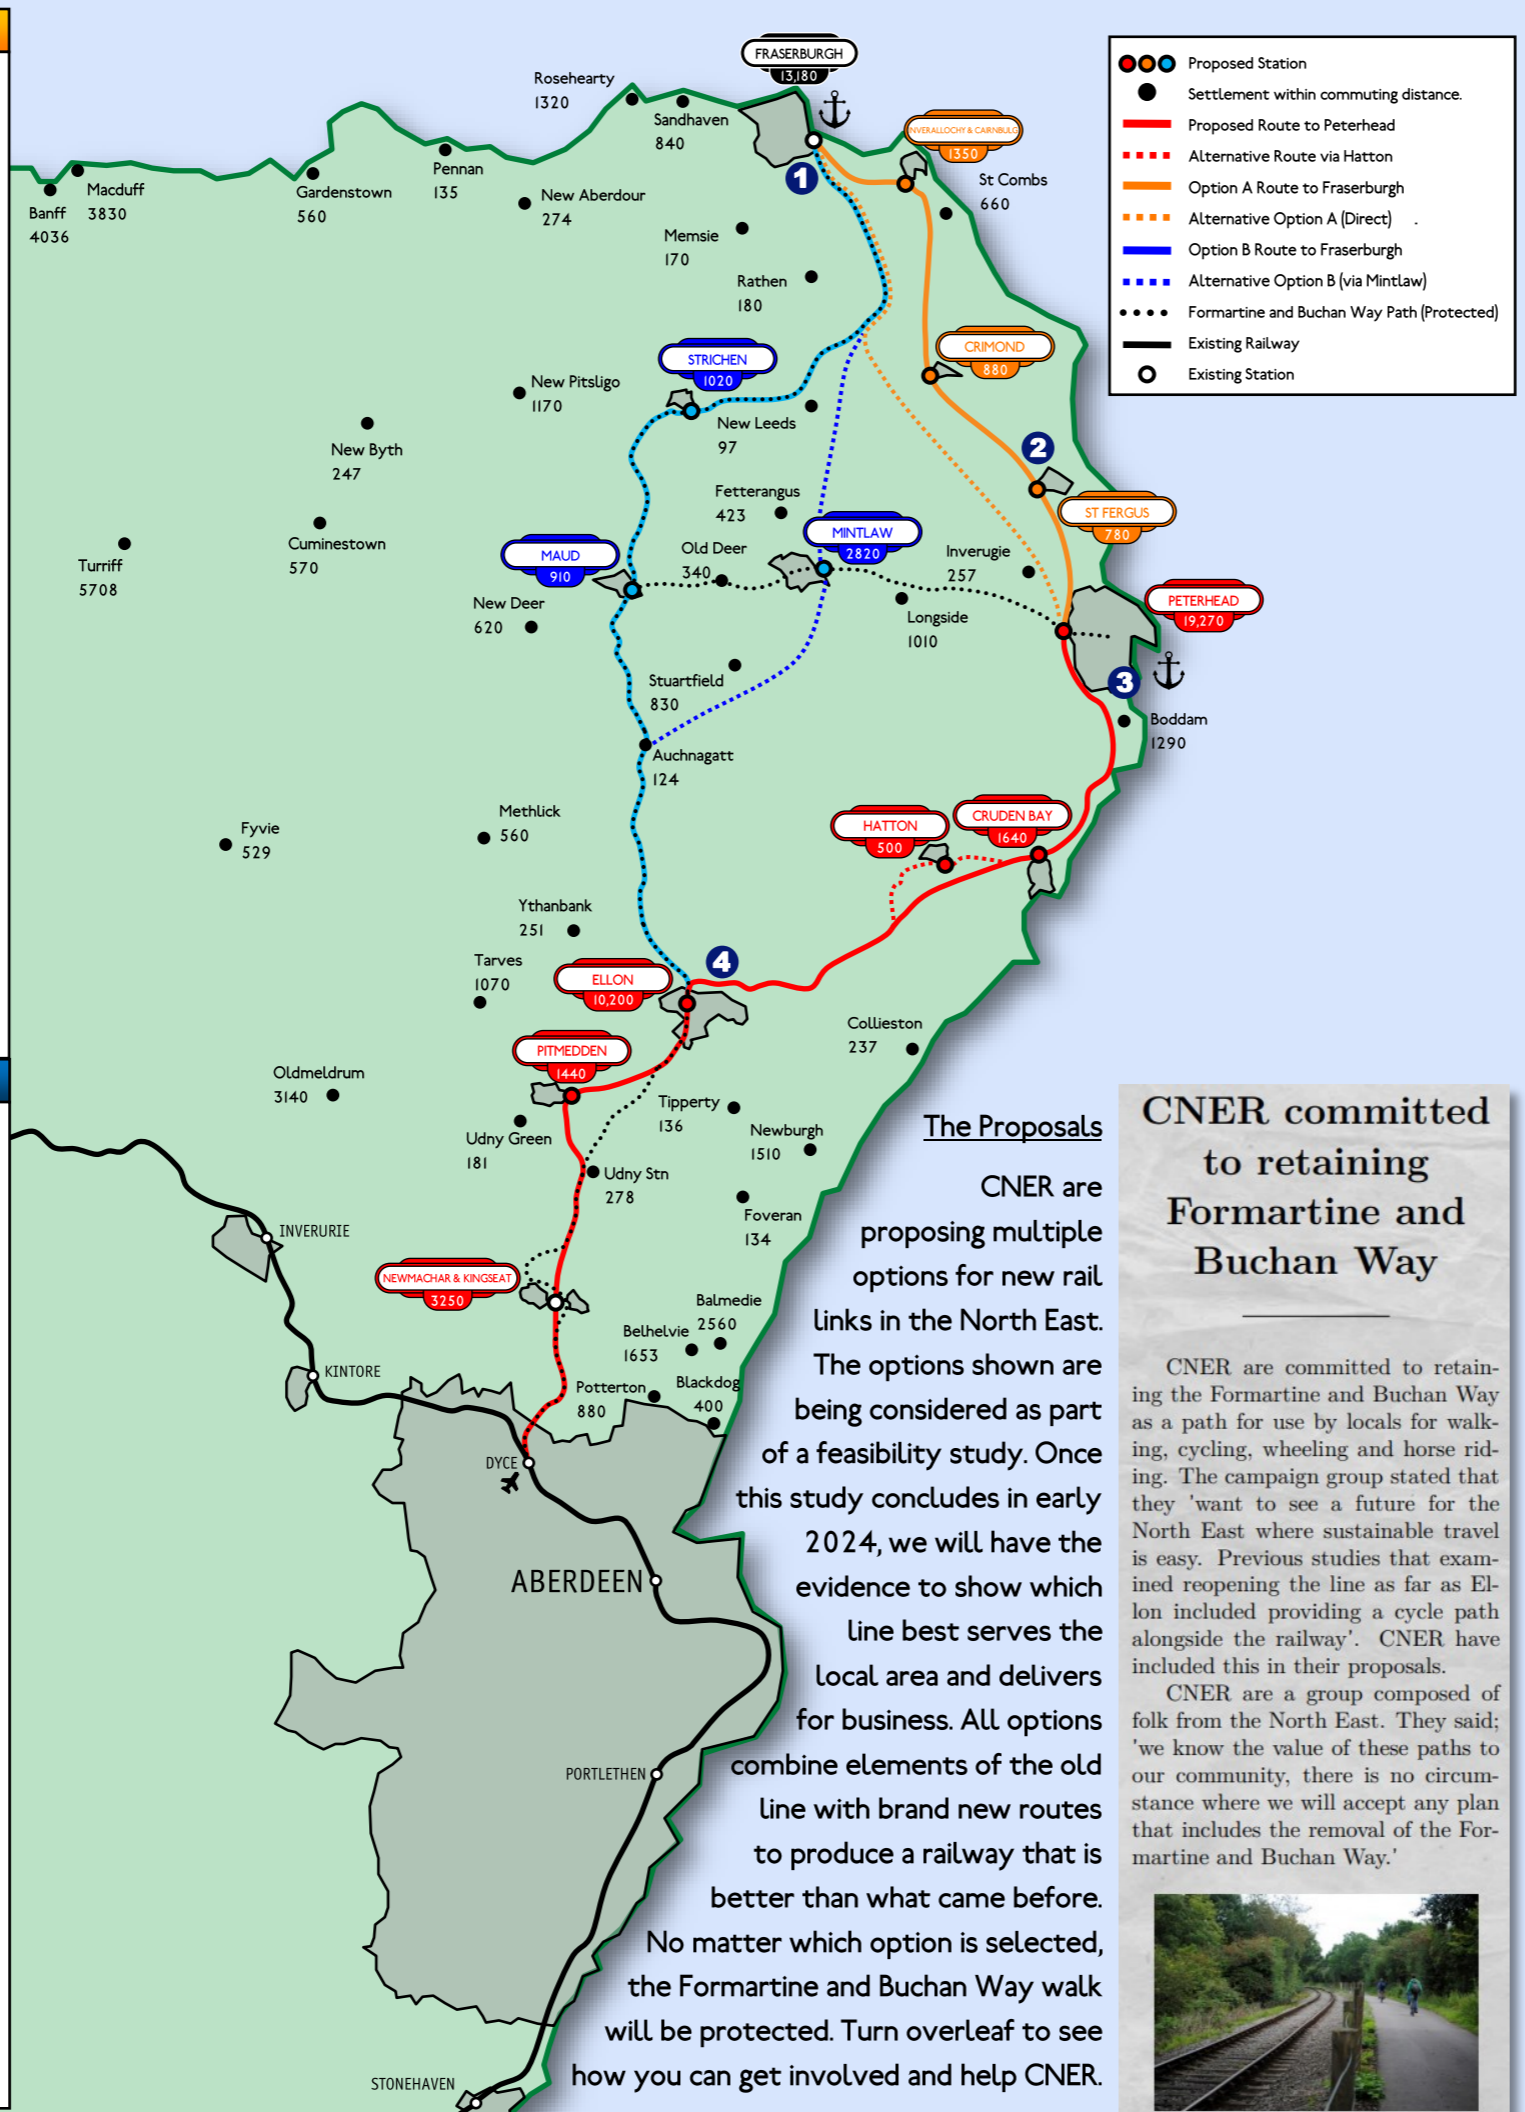 FRASERBURGH
13,180
Rosehearty
1320
Sandhaven
840
INVERALLOCHY & CAIRNBULG
1350
Pennan
135
Macduff
3830
Banff
4036
Gardenstown
560
New Aberdour
274
St Combs
660
1
Memsie
170
Rathen
180
STRICHEN
1020
CRIMOND
880
New Pitsligo
1170
New Leeds
97
New Byth
247
2
Fetterangus
423
ST FERGUS
780
Cuminestown
570
Turriff
5708
MAUD
910
Old Deer
340
MINTLAW
2820
Inverugie
257
PETERHEAD
19,270
New Deer
620
Longside
1010
Stuartfield
830
3
Boddam
1290
Auchnagatt
124
Methlick
560
Fyvie
529
HATTON
500
CRUDEN BAY
1640
Ythanbank
251
Tarves
1070
ELLON
10,200
4
Collieston
237
PITMEDDEN
1440
Oldmeldrum
3140
Tipperty
136
Udny Green
181
Newburgh
1510
Udny Stn
278
Foveran
134
INVERURIE
NEWMACHAR & KINGSEAT
3250
Balmedie
2560
Belhelvie
1653
KINTORE
Potterton
880
Blackdog
400
DYCE
ABERDEEN
PORTLETHEN
STONEHAVEN
Proposed Station
Settlement within commuting distance.
Proposed Route to Peterhead
Alternative Route via Hatton
Option A Route to Fraserburgh
Alternative Option A (Direct) .
Option B Route to Fraserburgh
Alternative Option B (via Mintlaw)
Formartine and Buchan Way Path (Protected)
Existing Railway
Existing Station
The Proposals
CNER are
proposing multiple
options for new rail
links in the North East.
The options shown are
being considered as part
of a feasibility study. Once
this study concludes in early
2024, we will have the
evidence to show which
line best serves the
local area and delivers
for business. All options
combine elements of the old
line with brand new routes
to produce a railway that is
better than what came before.
No matter which option is selected,
the Formartine and Buchan Way walk
will be protected. Turn overleaf to see
how you can get involved and help CNER.
CNER committed
to retaining
Formartine and
Buchan Way
CNER are committed to retain-
ing the Formartine and Buchan Way
as a path for use by locals for walk-
ing, cycling, wheeling and horse rid-
ing. The campaign group stated that
they 'want to see a future for the
North East where sustainable travel
is easy. Previous studies that exam-
ined reopening the line as far as El-
lon included providing a cycle path
alongside the railway'. CNER have
included this in their proposals.
CNER are a group composed of
folk from the North East. They said;
'we know the value of these paths to
our community, there is no circum-
stance where we will accept any plan
that includes the removal of the For-
martine and Buchan Way.'